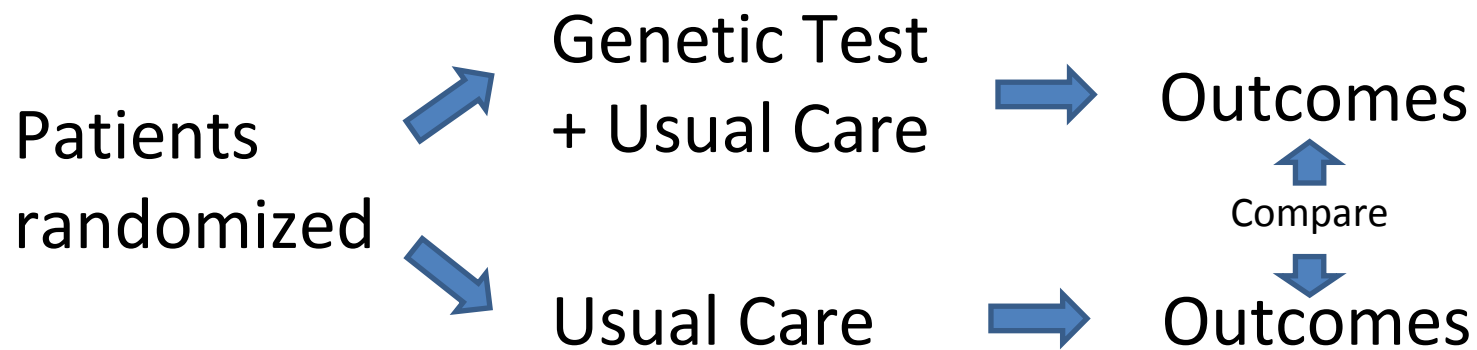 Patients
randomized
Genetic Test
+ Usual Care
Usual Care
Outcomes
Compare
Outcomes